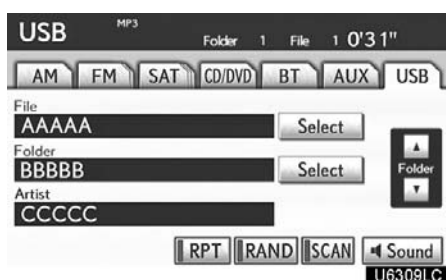 USB MP3 Folder 1 File 1 0'31"
AM FM SAT CD/DVD BT AUX USB
File
AAAAA Select
Folder
BBBBB Select
Folder
Artist
CCCCC
RPT RAND SCAN Sound
U6309LC